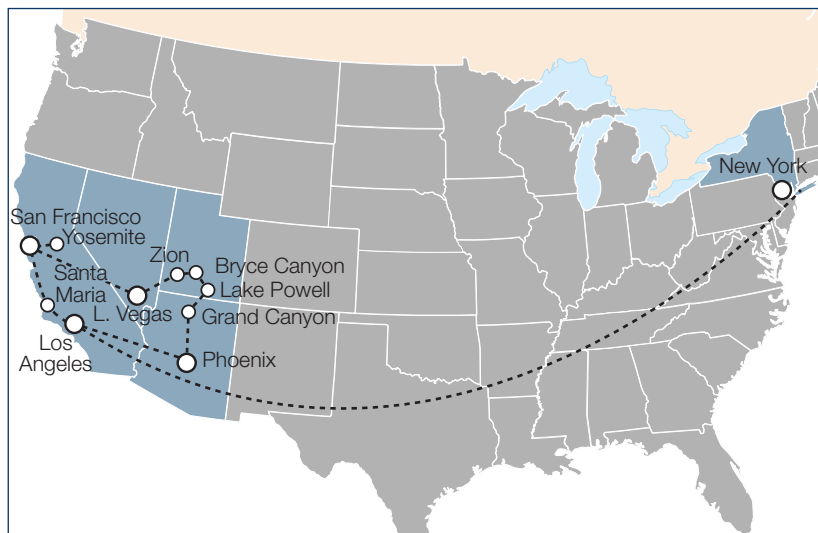 New York
San Francisco
Yosemite
Zion
Bryce Canyon
Santa
Maria
Lake Powell
L. Vegas
Grand Canyon
Los
Angeles
Phoenix